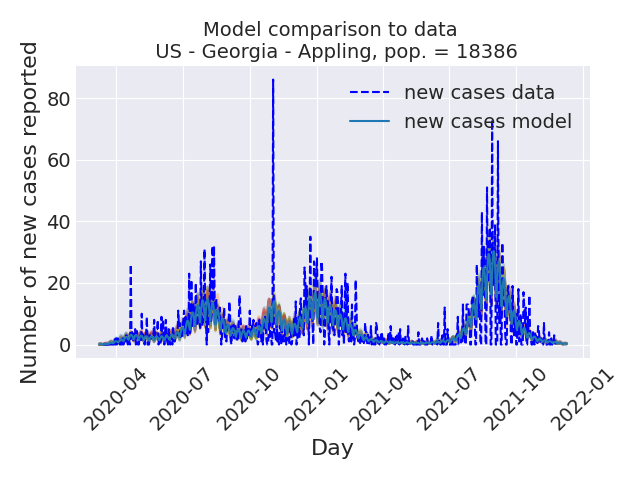 Model comparison to data
US - Georgia - Appling, pop. = 18386
Number of new cases reported
80
60
40
20
0
new cases data
new cases model
2020-04
2020-07
2020-10
2021-01
2021-04
2021-07
2021-10
2022-01
Day